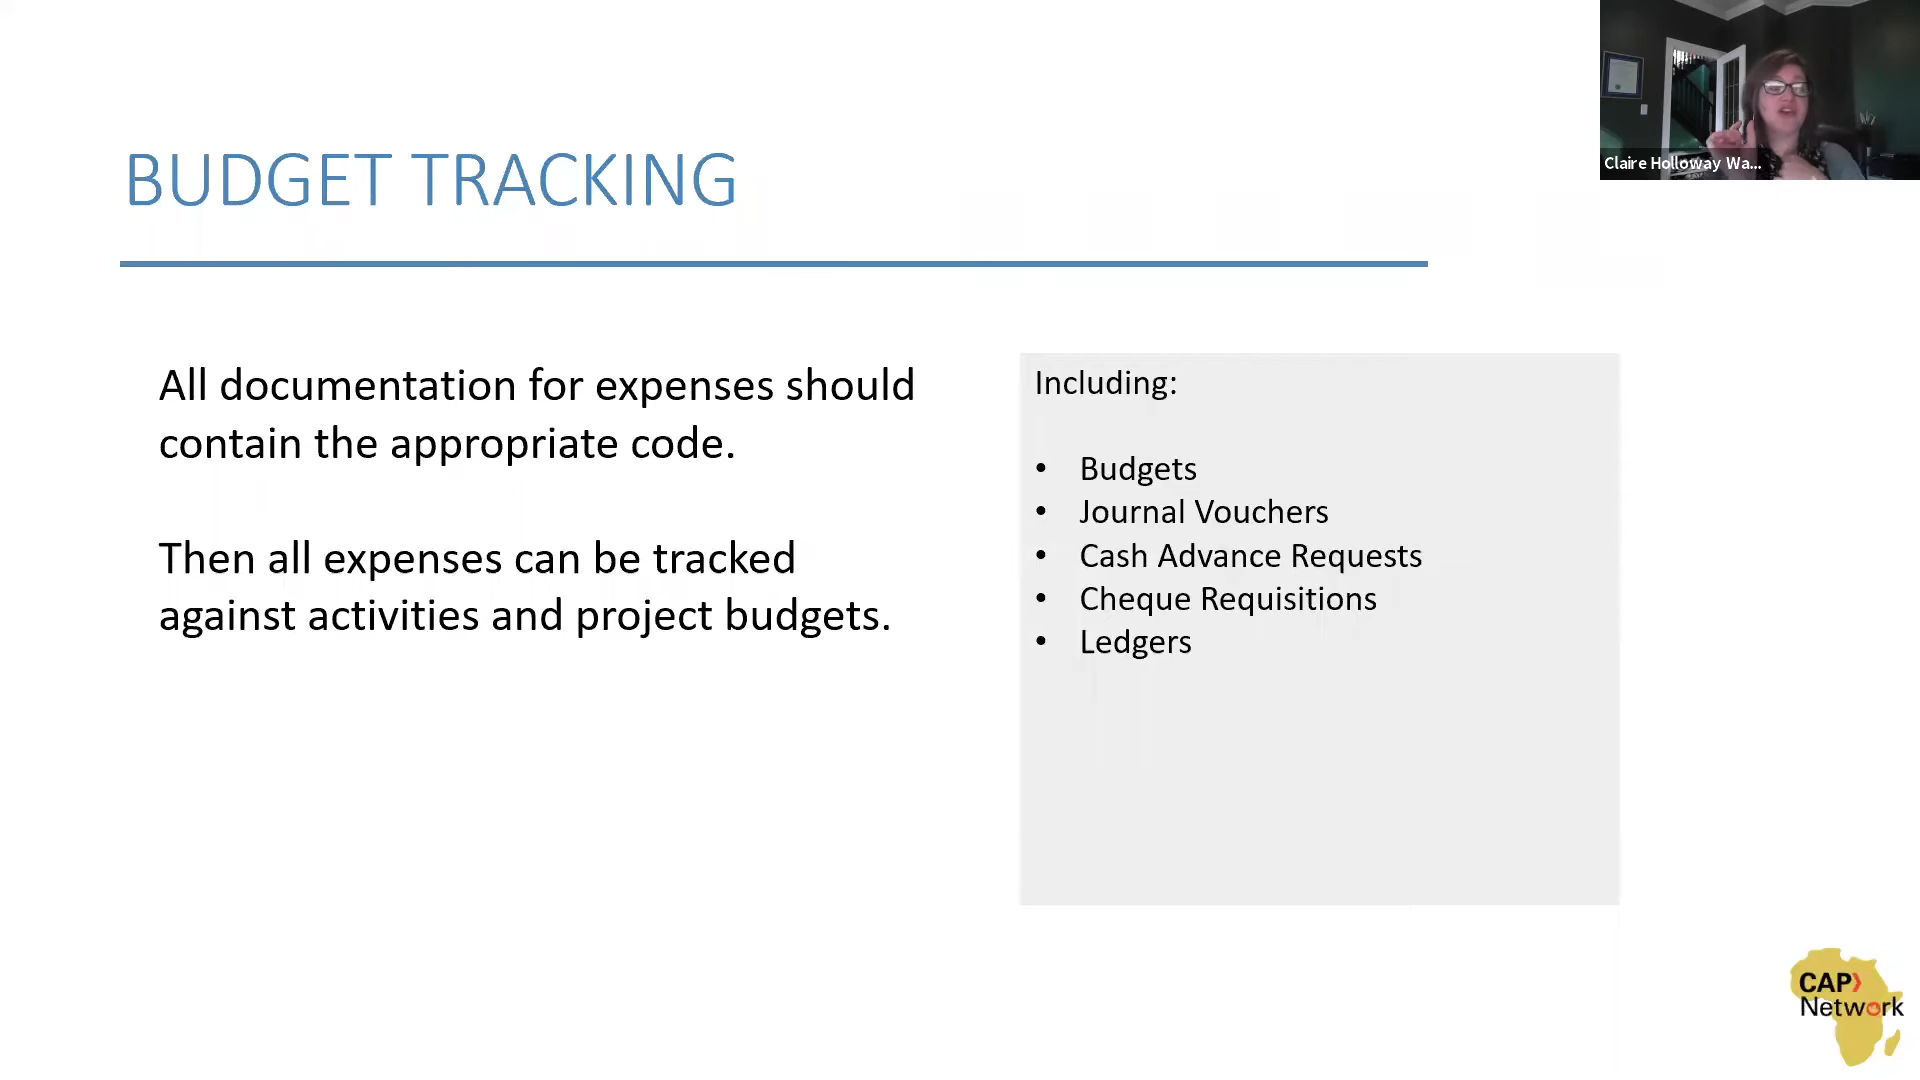 Claire Holloway Wa...
BUDGET TRACKING
All documentation for expenses should
contain the appropriate code.
Then all expenses can be tracked
against activities and project budgets.
Including:
• Budgets
• Journal Vouchers
• Cash Advance Requests
• Cheque Requisitions
• Ledgers
CAP
Network